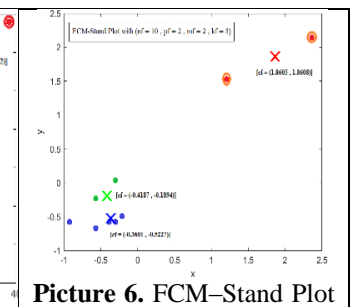 2.5
FCM-Stand Plot with (nf = 10 , pf = 2 , mf = 2 , kf = 3)
2
[cf = (1.8605 , 1.8608)]
1.5
y
1
0.5
0
[cf = (-0.4187 , -0.1894)]
-0.5
[cf = (-0.3691 , -0.5227)]
-1
-1 -0.5 0 0.5 1 1.5 2 2.5
x
Picture 6. FCM–Stand Plot